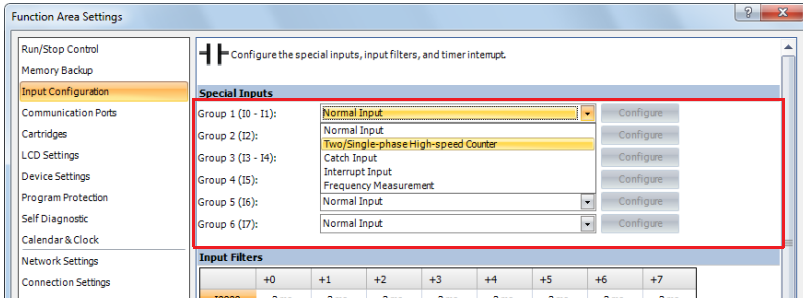 Function Area Settings
?
Run/Stop Control
Memory Backup
Input Configuration
Communication Ports
Cartridges
LCD Settings
Device Settings
Program Protection
Self Diagnostic
Calendar & Clock
Network Settings
Connection Settings
Configure the special inputs, input filters, and timer interrupt.
Special Inputs
Group 1 (I0 - I1): Normal Input Configure
Normal Input
Group 2 (I2): Configure
Two/Single-phase High-speed Counter
Group 3 (I3 - I4): Catch Input Configure
Interrupt Input
Group 4 (I5): Configure
Frequency Measurement
Group 5 (I6): Normal Input Configure
Group 6 (I7): Normal Input Configure
Input Filters
+0 +1 +2 +3 +4 +5 +6 +7